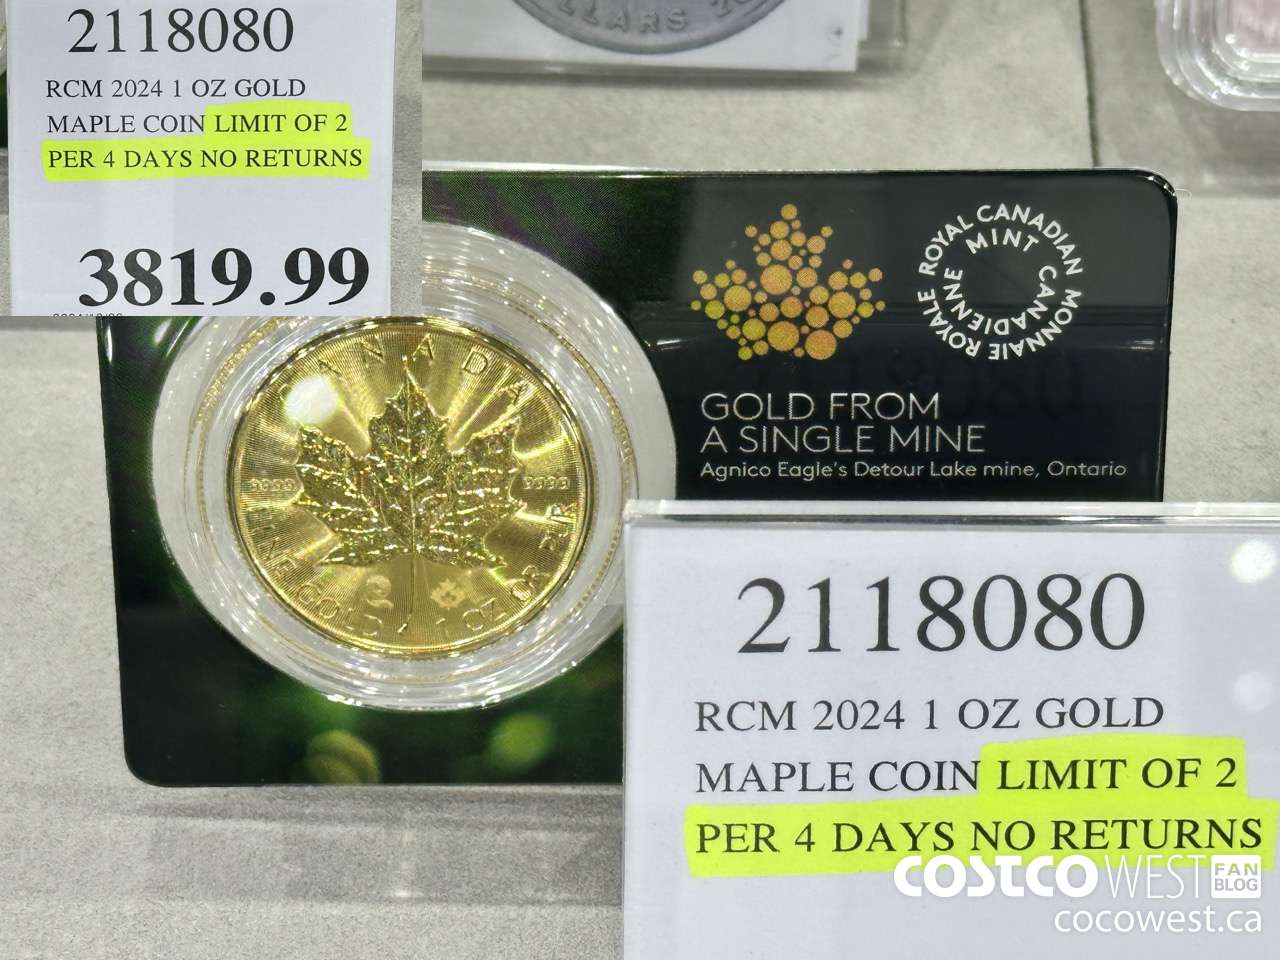 2118080
RCM 2024 1 OZ GOLD
MAPLE COIN LIMIT OF 2
PER 4 DAYS NO RETURNS
3819.99
DOLLARS
ROYAL CANADIAN MINT
MONNAIE ROYALE CANADIENNE
GOLD FROM
A SINGLE MINE
Agnico Eagle's Detour Lake mine, Ontario
CANADA
9999
9999
FINE GOLD 1 OZ OR PUR
2118080
RCM 2024 1 OZ GOLD
MAPLE COIN LIMIT OF 2
PER 4 DAYS NO RETURNS
COSTCO WEST FAN BLOG
cocowest.ca